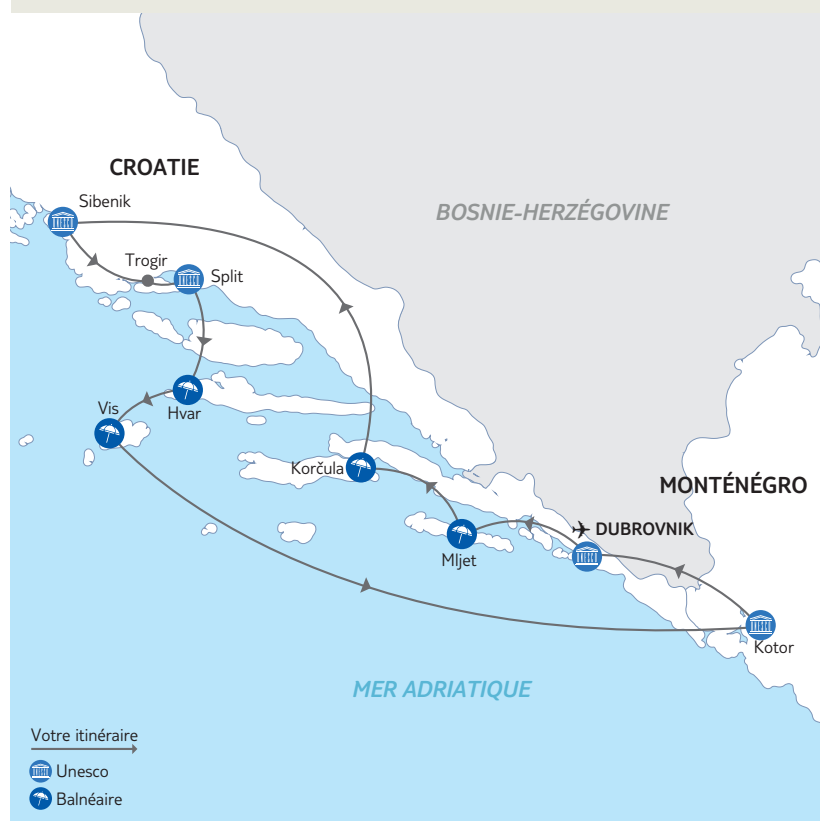 CROATIE
Sibenik
BOSNIE-HERZÉGOVINE
Trogir
Split
Vis
Hvar
Korčula
MONTÉNÉGRO
DUBROVNIK
Mljet
Kotor
MER ADRIATIQUE
Votre itinéraire
Unesco
Balnéaire